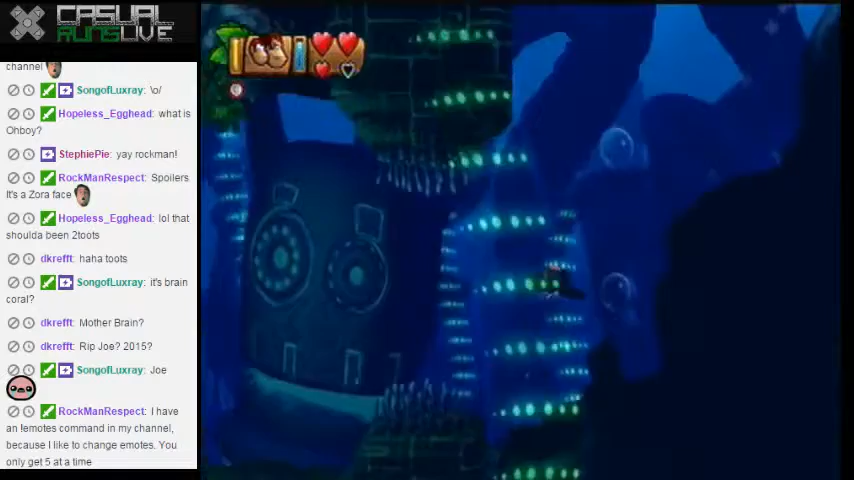 CASUAL
RUNSLIVE
channel
SongofLuxray: \o/
Hopeless_Egghead: what is
Ohboy?
StephiePie: yay rockman!
RockManRespect: Spoilers
It's a Zora face
Hopeless_Egghead: lol that
shoulda been 2toots
dkrefft: haha toots
SongofLuxray: it's brain
coral?
dkrefft: Mother Brain?
dkrefft: Rip Joe? 2015?
SongofLuxray: Joe
RockManRespect: I have
an !emotes command in my channel,
because I like to change emotes. You
only get 5 at a time